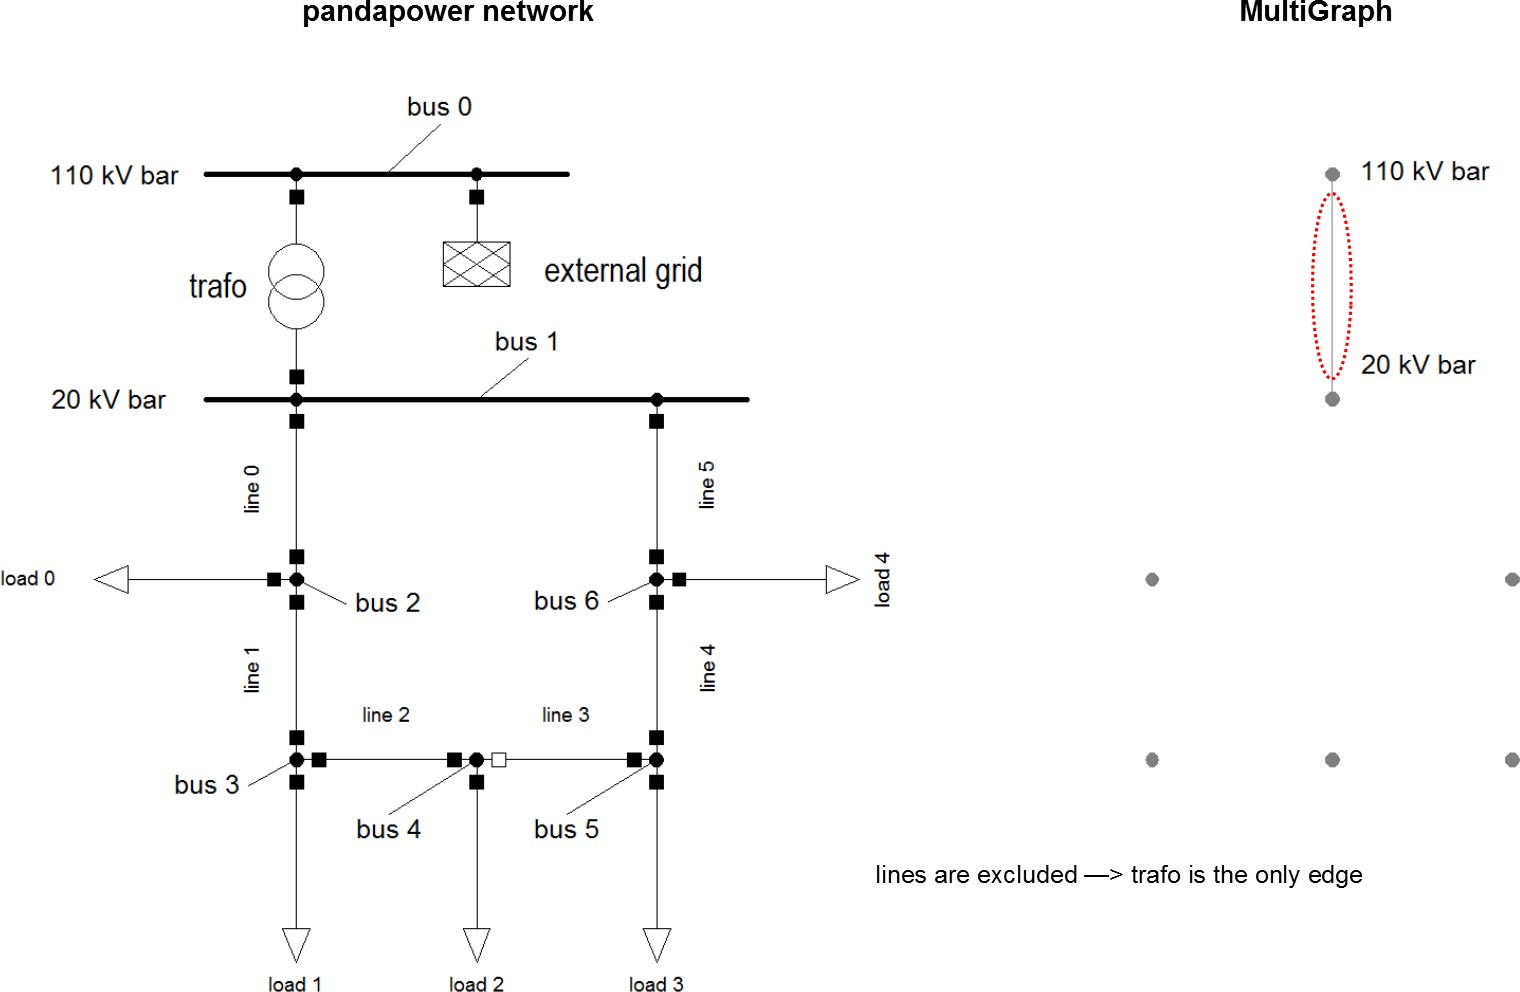 pandapower network
MultiGraph
bus 0
110 kV bar
110 kV bar
trafo
external grid
bus 1
20 kV bar
20 kV bar
line 0
line 5
load 0
load 4
bus 2
bus 6
line 1
line 4
line 2
line 3
bus 3
bus 4
bus 5
lines are excluded —> trafo is the only edge
load 1
load 2
load 3